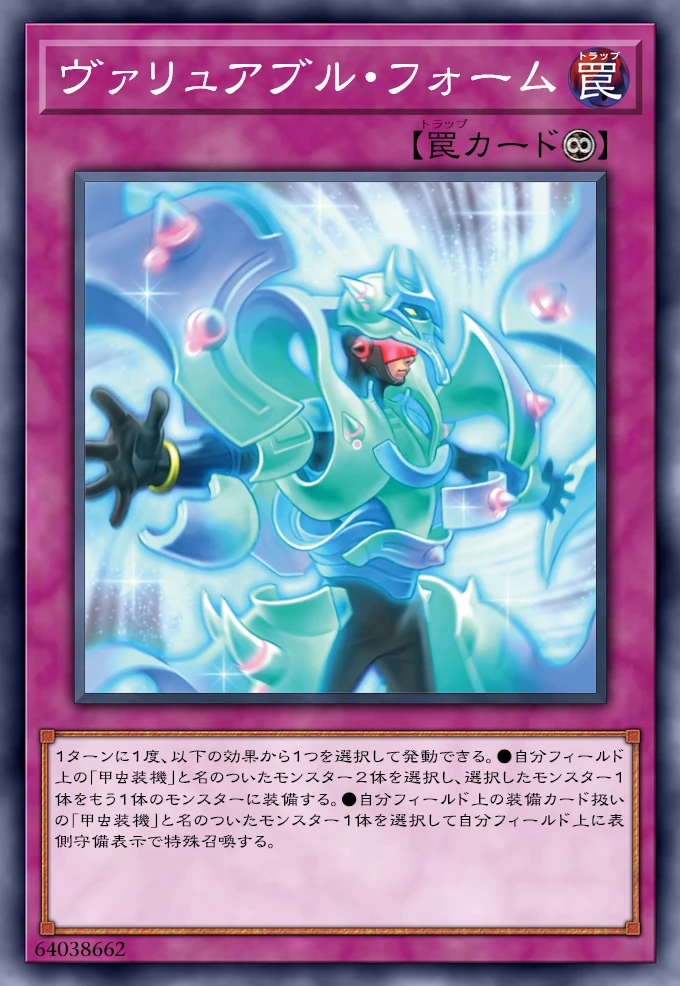 ヴァリュアブル・フォーム
トラップ
罠
トラップ
【罠カード】
1ターンに1度、以下の効果から1つを選択して発動できる。●自分フィールド
上の「甲虫装機」と名のついたモンスター2体を選択し、選択したモンスター1
体をもう1体のモンスターに装備する。●自分フィールド上の装備カード扱い
の「甲虫装機」と名のついたモンスター1体を選択して自分フィールド上に表
側守備表示で特殊召喚する。
64038662